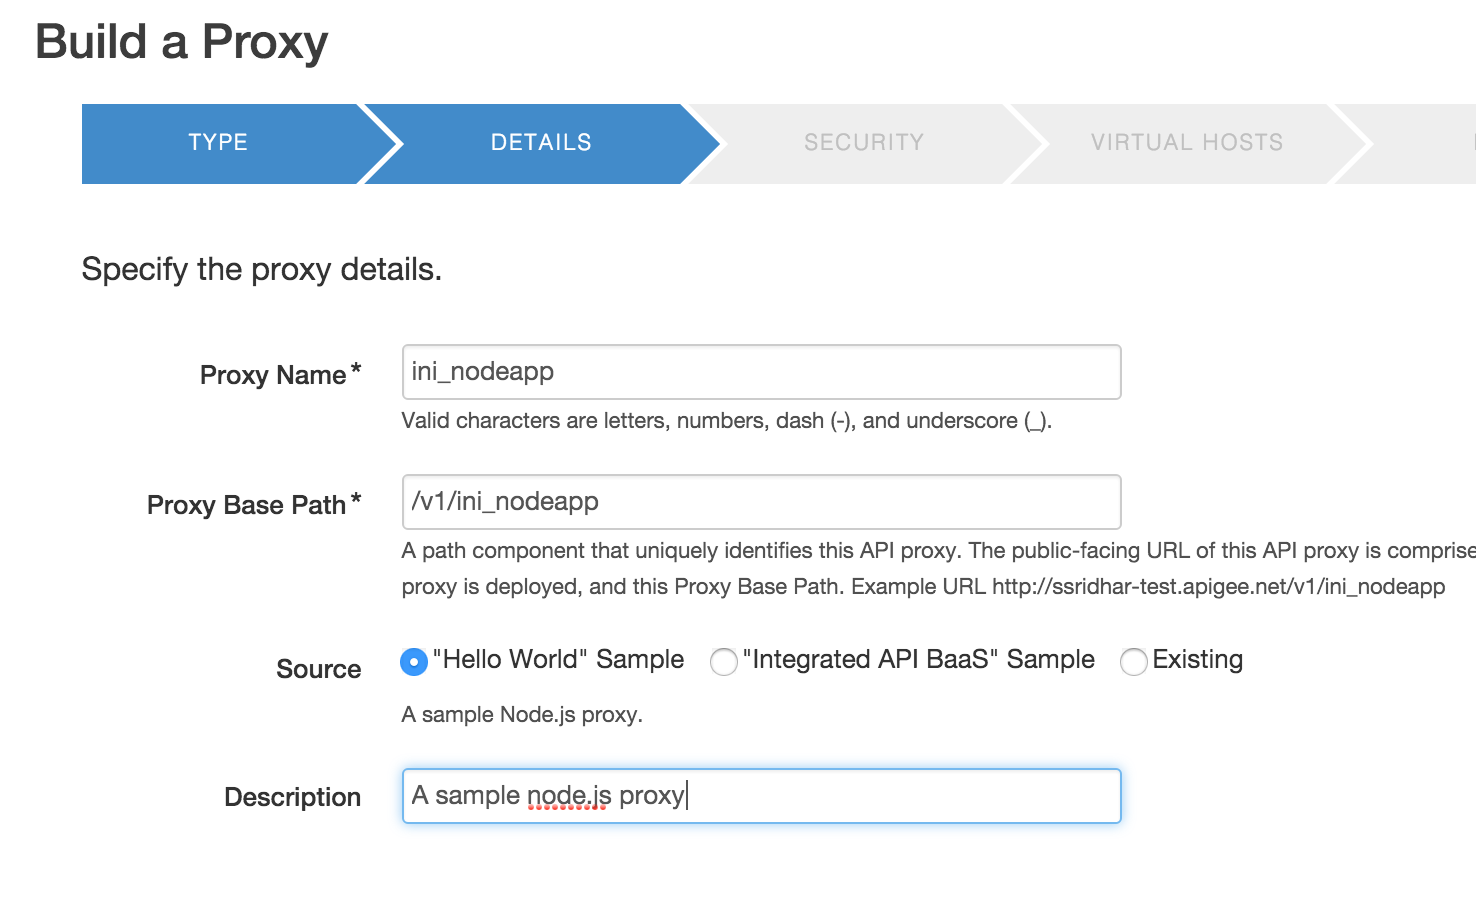 Build a Proxy
TYPE DETAILS SECURITY VIRTUAL HOSTS
Specify the proxy details.
Proxy Name* ini_nodeapp
Valid characters are letters, numbers, dash (-), and underscore (_).
Proxy Base Path* /v1/ini_nodeapp
A path component that uniquely identifies this API proxy. The public-facing URL of this API proxy is comprise
proxy is deployed, and this Proxy Base Path. Example URL http://ssridhar-test.apigee.net/v1/ini_nodeapp
Source "Hello World" Sample "Integrated API BaaS" Sample Existing
A sample Node.js proxy.
Description A sample node.js proxy